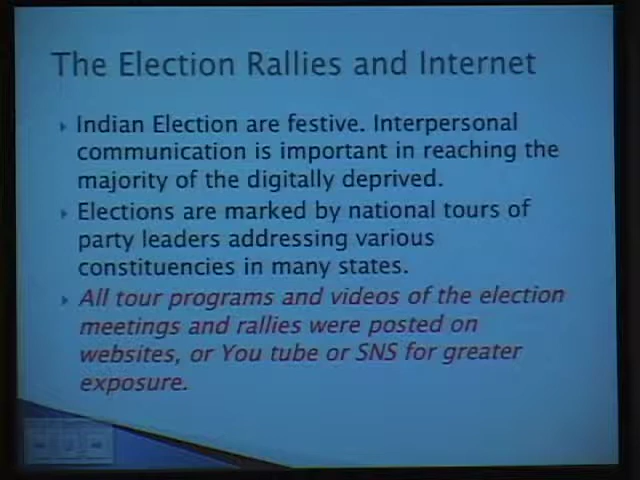 The Election Rallies and Internet
Indian Election are festive. Interpersonal
communication is important in reaching the
majority of the digitally deprived.
Elections are marked by national tours of
party leaders addressing various
constituencies in many states.
All tour programs and videos of the election
meetings and rallies were posted on
websites, or You tube or SNS for greater
exposure.